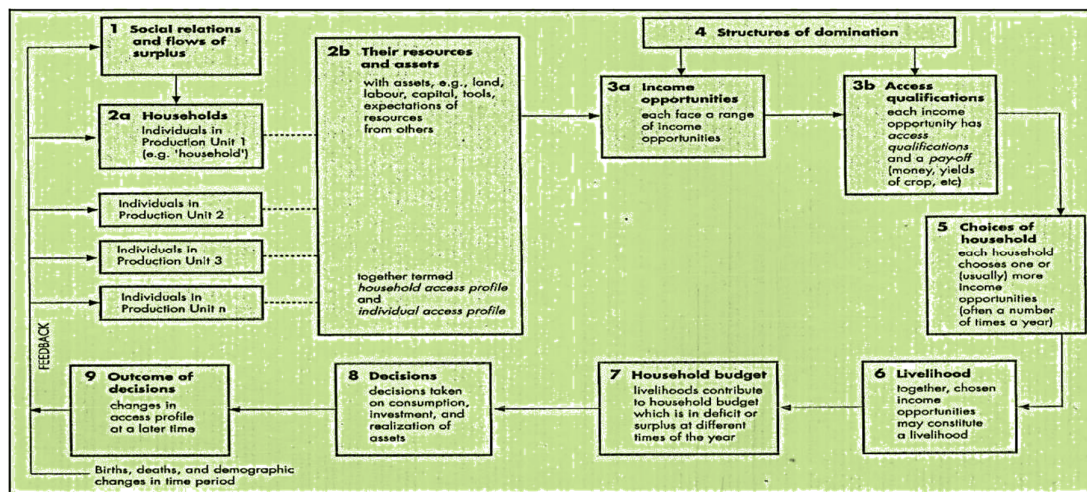 1 Social relations
and flows of
surplus
2a Households
Individuals in
Production Unit 1
(e.g. 'household')
Individuals in
Production Unit 2
Individuals in
Production Unit 3
Individuals in
Production Unit n
2b Their resources
and assets
with assets, e.g., land,
labour, capital, tools,
expectations of
resources
from others
together termed
household access profile
and
individual access profile
4 Structures of domination
3a Income
opportunities
each face a range
of income
opportunities
3b Access
qualifications
each income
opportunity has
access
qualifications
and a pay-off
(money, yields
of crop, etc)
5 Choices of
household
each household
chooses one or
(usually) more
income
opportunities
(often a number
of times a year)
6 Livelihood
together, chosen
income
opportunities
may constitute
a livelihood
7 Household budget
livelihoods contribute
to household budget
which is in deficit or
surplus at different
times of the year
8 Decisions
decisions taken
on consumption,
investment, and
realization of
assets
9 Outcome of
decisions
changes in
access profile
at a later time
FEEDBACK
Births, deaths, and demographic
changes in time period